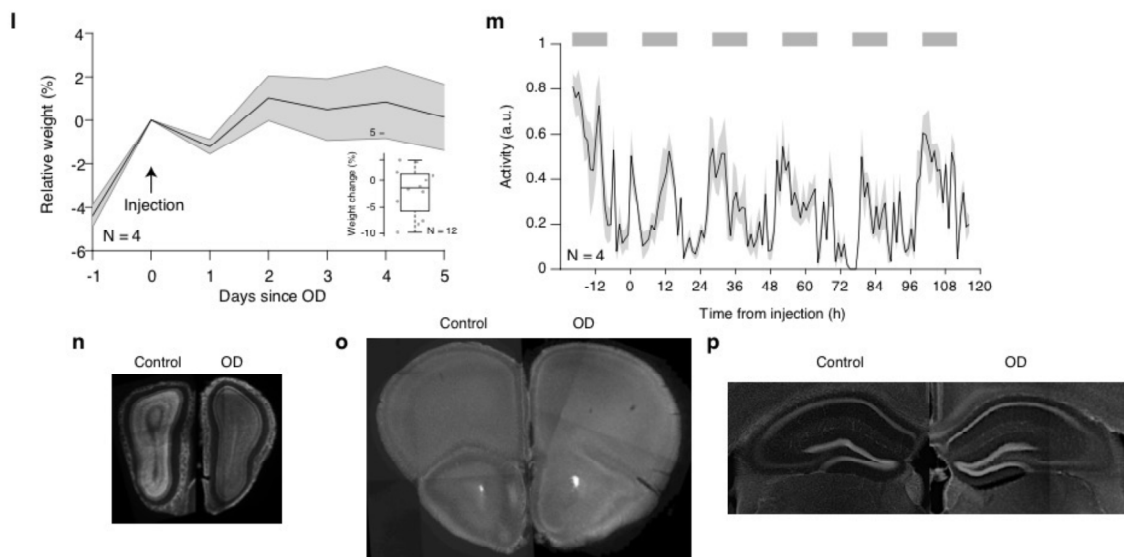 l
Relative weight (%)
4
2
0
-2
-4
-6
Injection
N = 4
-1
0
1
2
3
4
5
Days since OD
Weight change (%)
5
0
-5
-10
N = 12
m
Activity (a.u.)
1
0.8
0.6
0.4
0.2
0
N = 4
-12
0
12
24
36
48
60
72
84
96
108
120
Time from injection (h)
n
Control
OD
o
Control
OD
p
Control
OD